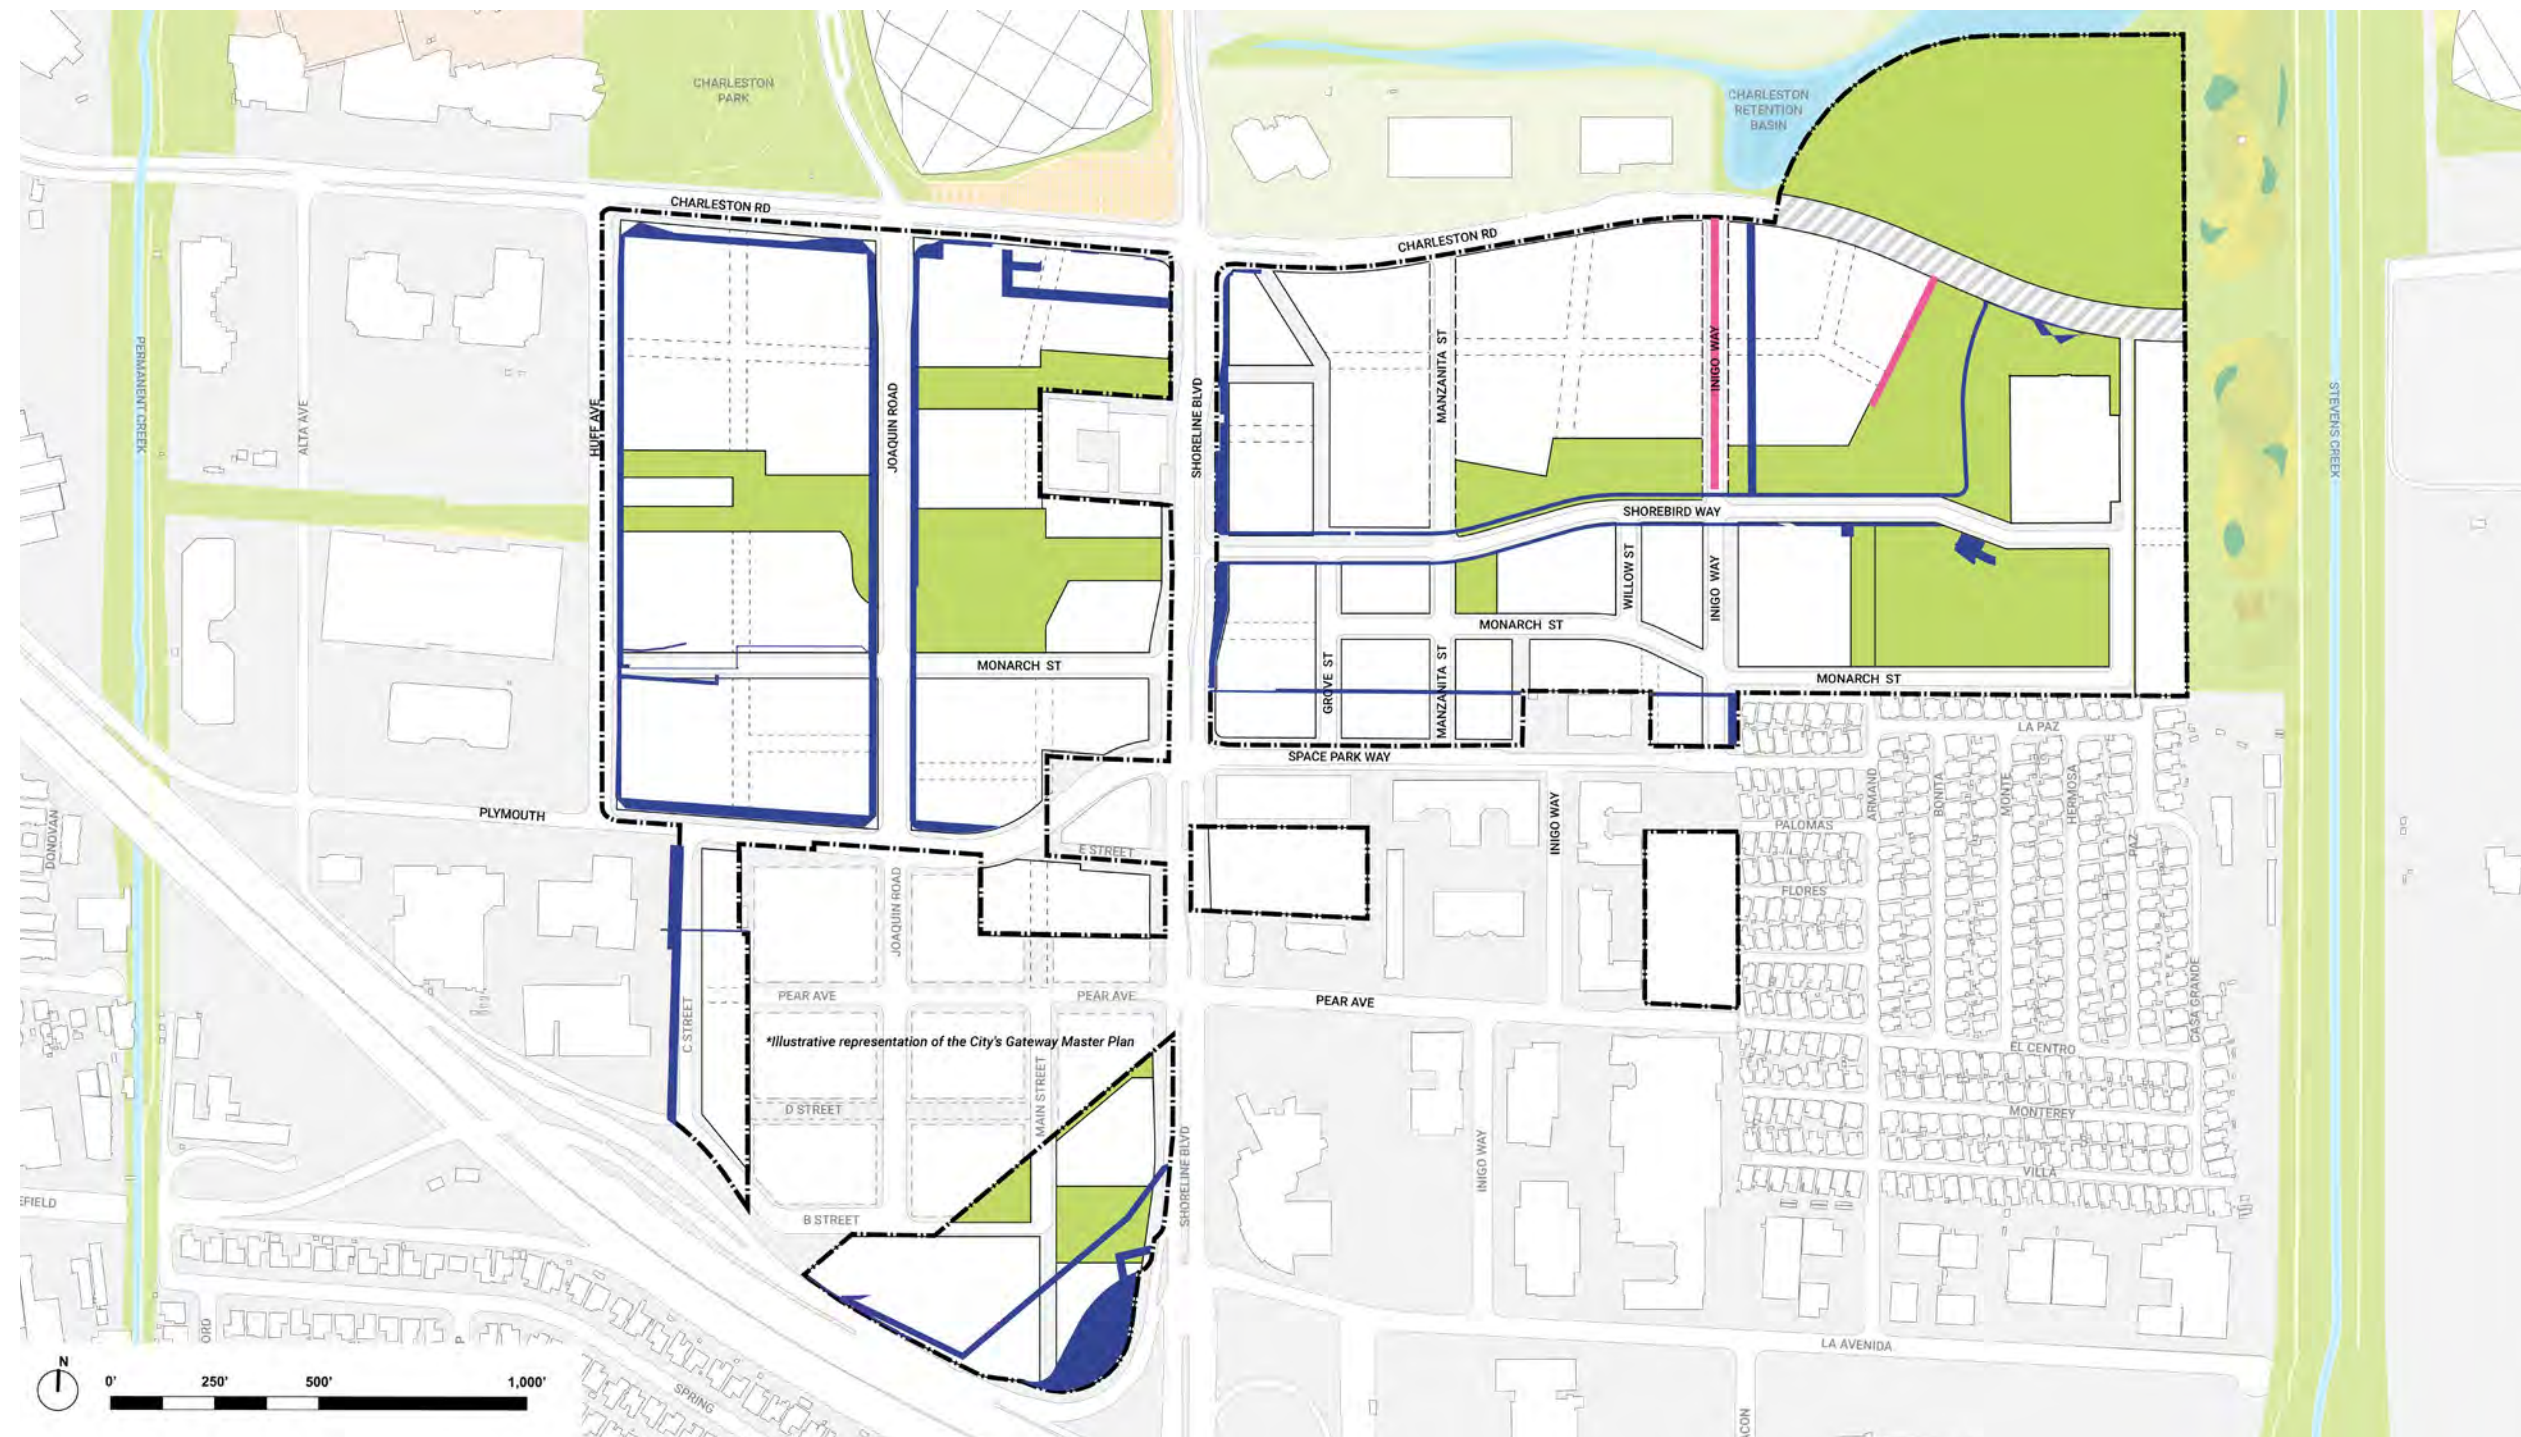 CHARLESTON
PARK
CHARLESTON
RETENTION
BASIN
CHARLESTON RD
CHARLESTON RD
PERMANENT CREEK
ALTA AVE
HUFF AVE
JOAQUIN ROAD
SHORELINE BLVD
MANZANITA ST
INIGO WAY
STEVENS CREEK
SHOREBIRD WAY
WILLOW ST
INIGO WAY
MONARCH ST
MONARCH ST
GROVE ST
MANZANITA ST
MONARCH ST
LA PAZ
SPACE PARK WAY
PLYMOUTH
DONOVAN
E STREET
INIGO WAY
ARMAND
BONITA
MONTE
HERMOSA
PAZ
PALOMAS
FLORES
JOAQUIN ROAD
PEAR AVE
PEAR AVE
PEAR AVE
C STREET
CASA GRANDE
*Illustrative representation of the City's Gateway Master Plan
EL CENTRO
MAIN STREET
D STREET
MONTEREY
INIGO WAY
SHORELINE BLVD
VILLA
EFIELD
B STREET
ORD
P
LA AVENIDA
SPRING
ACON
N
0' 250' 500' 1,000'